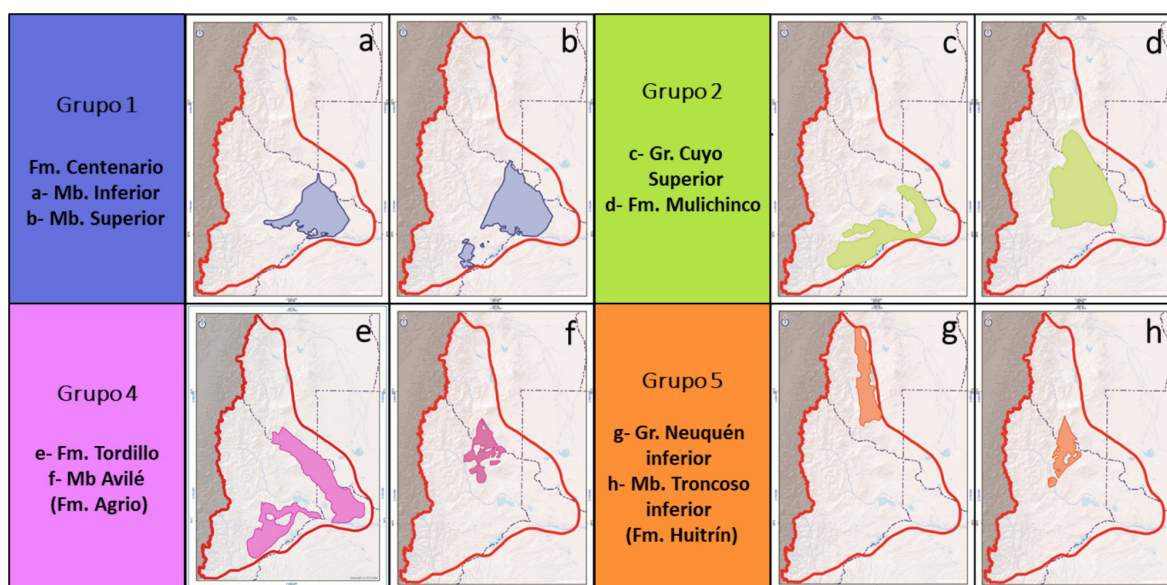 Grupo 1
Fm. Centenario
a- Mb. Inferior
b- Mb. Superior
a
b
Grupo 2
c- Gr. Cuyo
Superior
d- Fm. Mulichinco
c
d
Grupo 4
e- Fm. Tordillo
f- Mb Avilé
(Fm. Agrio)
e
f
Grupo 5
g- Gr. Neuquén
inferior
h- Mb. Troncoso
inferior
(Fm. Huitrín)
g
h